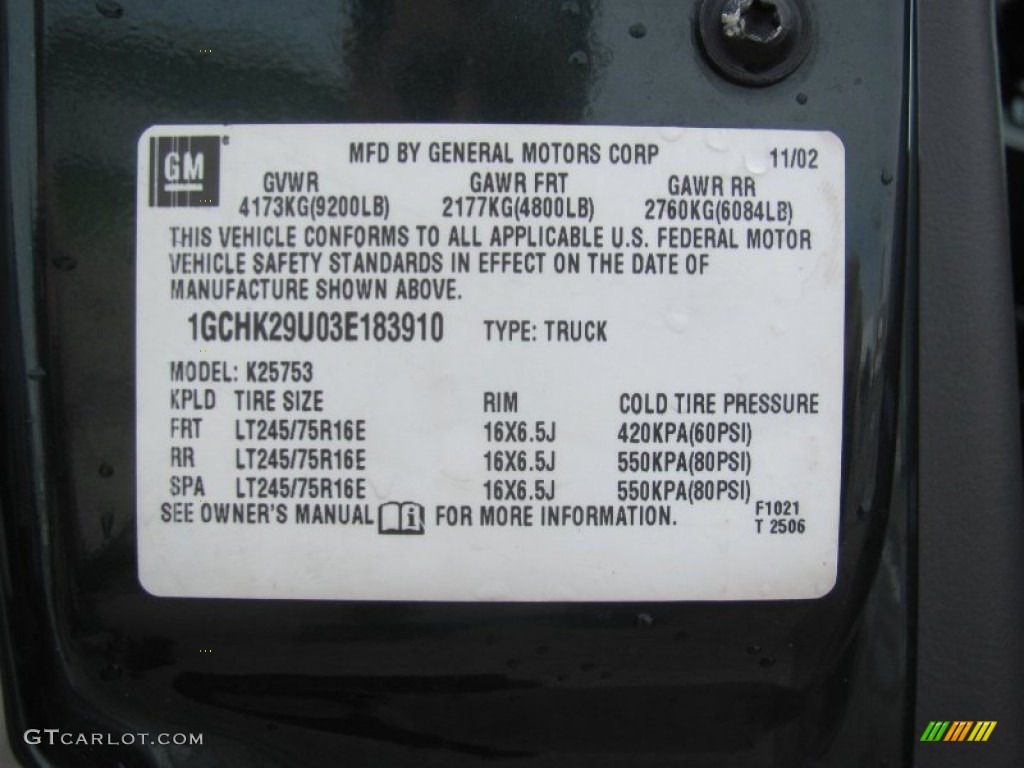 GM MFD BY GENERAL MOTORS CORP 11/02
GVWR GAWR FRT GAWR RR
4173KG(9200LB) 2177KG(4800LB) 2760KG(6084LB)
THIS VEHICLE CONFORMS TO ALL APPLICABLE U.S. FEDERAL MOTOR
VEHICLE SAFETY STANDARDS IN EFFECT ON THE DATE OF
MANUFACTURE SHOWN ABOVE.
1GCHK29U03E183910 TYPE: TRUCK
MODEL: K25753
KPLD TIRE SIZE RIM COLD TIRE PRESSURE
FRT LT245/75R16E 16X6.5J 420KPA(60PSI)
RR LT245/75R16E 16X6.5J 550KPA(80PSI)
SPA LT245/75R16E 16X6.5J 550KPA(80PSI)
SEE OWNER'S MANUAL i FOR MORE INFORMATION. F1021
T 2506
GTCARLOT.COM